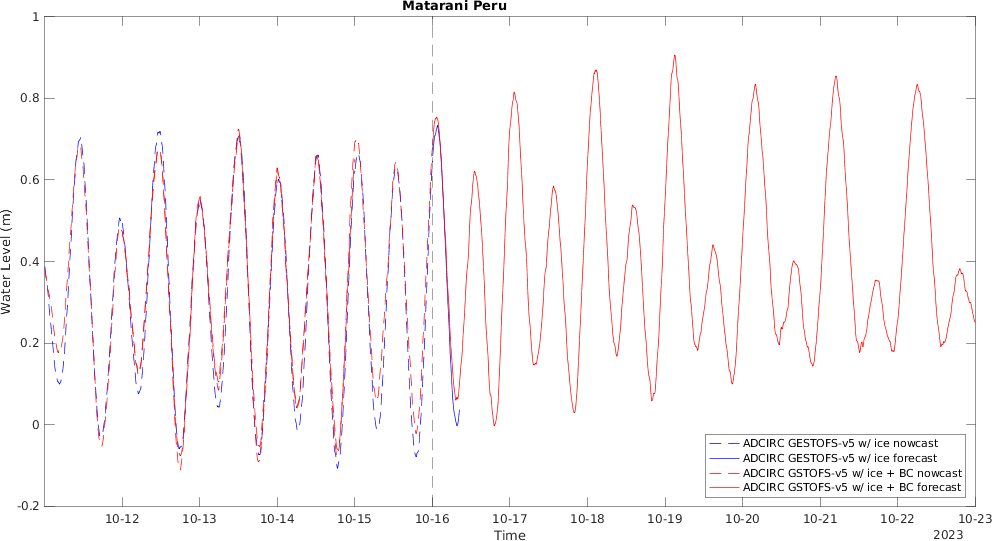 Matarani Peru
Water Level (m)
1
0.8
0.6
0.4
0.2
0
-0.2
10-12 10-13 10-14 10-15 10-16 10-17 10-18 10-19 10-20 10-21 10-22 10-23
Time
2023
ADCIRC GESTOFS-v5 w/ ice nowcast
ADCIRC GESTOFS-v5 w/ ice forecast
ADCIRC GSTOFS-v5 w/ ice + BC nowcast
ADCIRC GSTOFS-v5 w/ ice + BC forecast